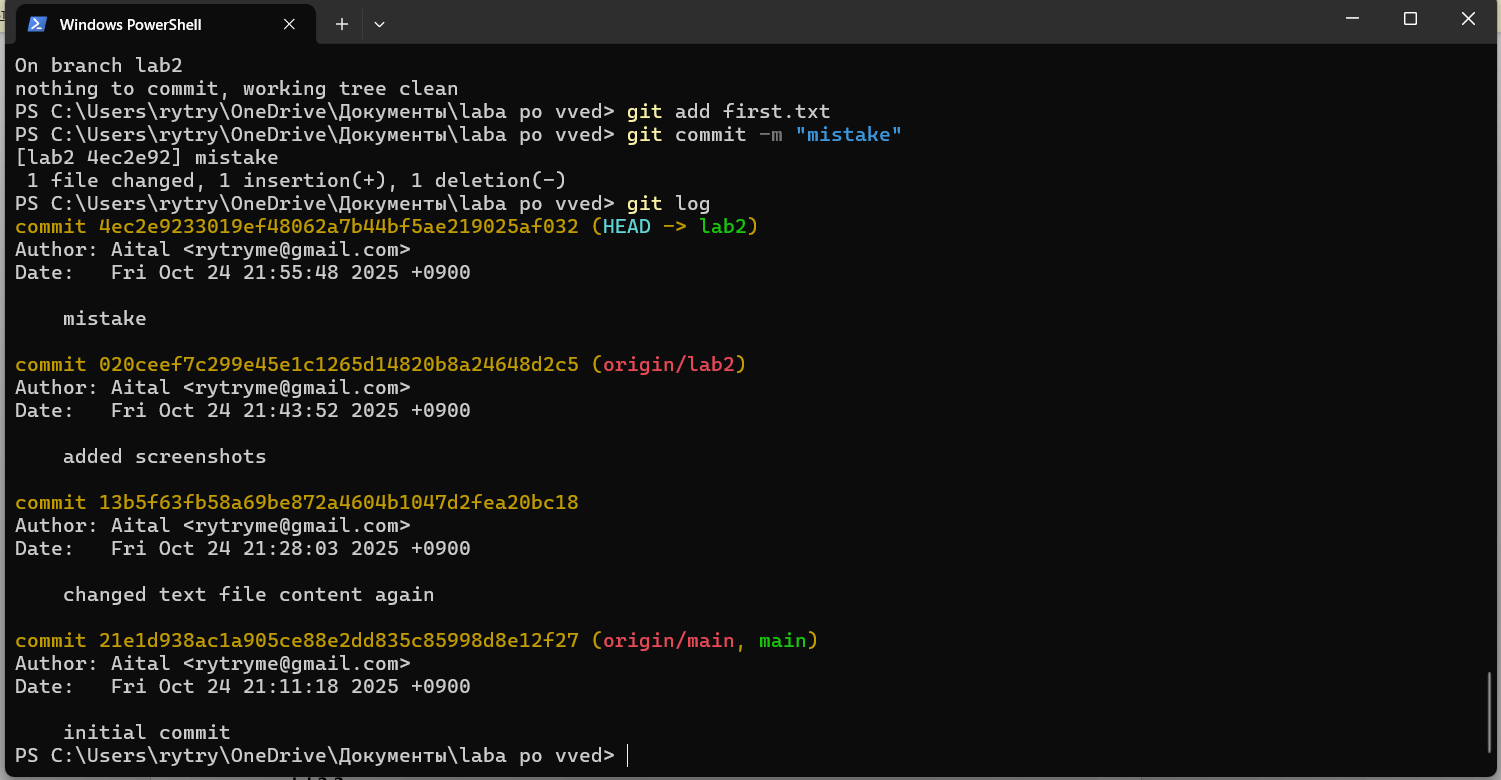 Windows PowerShell
On branch lab2
nothing to commit, working tree clean
PS C:\Users\rytry\OneDrive\Документы\laba po vved> git add first.txt
PS C:\Users\rytry\OneDrive\Документы\laba po vved> git commit -m "mistake"
[lab2 4ec2e92] mistake
 1 file changed, 1 insertion(+), 1 deletion(-)
PS C:\Users\rytry\OneDrive\Документы\laba po vved> git log
commit 4ec2e9233019ef48062a7b44bf5ae219025af032 (HEAD -> lab2)
Author: Aital <rytryme@gmail.com>
Date:   Fri Oct 24 21:55:48 2025 +0900
    mistake
commit 020ceef7c299e45e1c1265d14820b8a24648d2c5 (origin/lab2)
Author: Aital <rytryme@gmail.com>
Date:   Fri Oct 24 21:43:52 2025 +0900
    added screenshots
commit 13b5f63fb58a69be872a4604b1047d2fea20bc18
Author: Aital <rytryme@gmail.com>
Date:   Fri Oct 24 21:28:03 2025 +0900
    changed text file content again
commit 21e1d938ac1a905ce88e2dd835c85998d8e12f27 (origin/main, main)
Author: Aital <rytryme@gmail.com>
Date:   Fri Oct 24 21:11:18 2025 +0900
    initial commit
PS C:\Users\rytry\OneDrive\Документы\laba po vved>